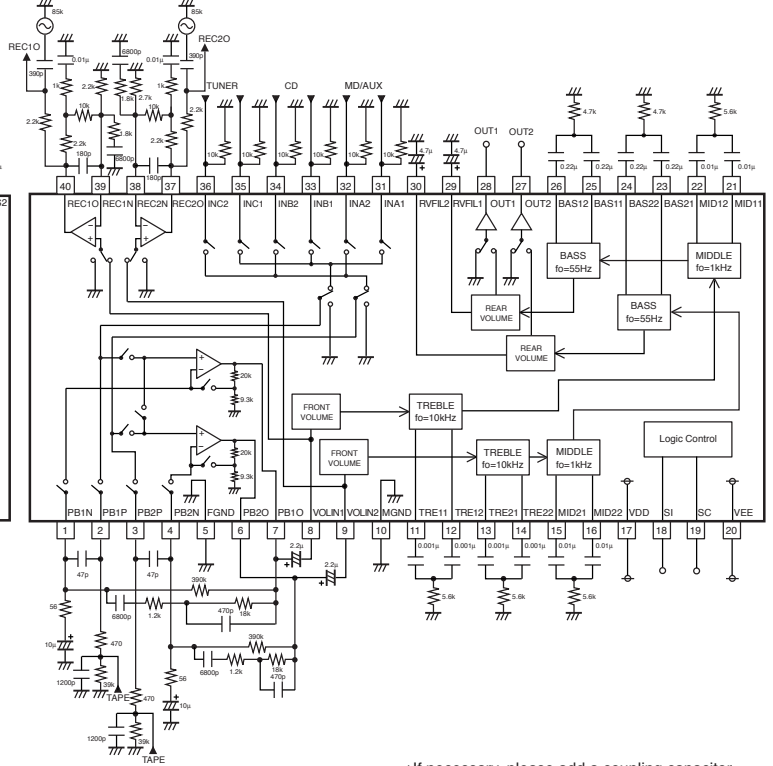 85k 85k
REC1O REC2O
390p 0.01μ 6800p 0.01μ 390p
1k 2.2k 1.8k 2.7k 1k
TUNER CD MD/AUX
2.2k 10k 10k 2.2k
2.2k 1.8k 2.2k
180p 6800p 180p
10k 10k 10k 10k 10k 10k
4.7μ 4.7μ
OUT1 OUT2
4.7k 4.7k 5.6k
0.22μ 0.22μ 0.22μ 0.22μ 0.01μ 0.01μ
40 39 38 37 36 35 34 33 32 31 30 29 28 27 26 25 24 23 22 21
REC1O REC1N REC2N REC2O INC2 INC1 INB2 INB1 INA2 INA1 RVFIL2 RVFIL1 OUT1 OUT2 BAS12 BAS11 BAS22 BAS21 MID12 MID11
BASS
fo=55Hz
MIDDLE
fo=1kHz
REAR
VOLUME
BASS
fo=55Hz
REAR
VOLUME
20k
9.3k
FRONT
VOLUME
TREBLE
fo=10kHz
20k
9.3k
FRONT
VOLUME
TREBLE
fo=10kHz
MIDDLE
fo=1kHz
Logic Control
PB1N PB1P PB2P PB2N FGND PB2O PB1O VOLIN1 VOLIN2 MGND TRE11 TRE12 TRE21 TRE22 MID21 MID22 VDD SI SC VEE
1 2 3 4 5 6 7 8 9 10 11 12 13 14 15 16 17 18 19 20
47p 47p 2.2μ 2.2μ
0.001μ 0.001μ 0.001μ 0.001μ 0.01μ 0.01μ
5.6k 5.6k 5.6k
390k
56 6800p 1.2k 470p 18k
10μ 470
390k
1200p 39k TAPE 470 56 6800p 1.2k 18k
470p
10μ
1200p 39k
TAPE